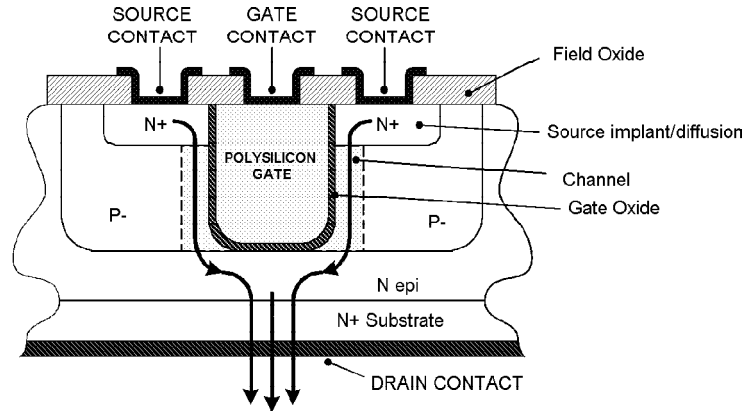 SOURCE
CONTACT
GATE
CONTACT
SOURCE
CONTACT
Field Oxide
N+
N+
Source implant/diffusion
POLYSILICON
GATE
Channel
Gate Oxide
P-
P-
N epi
N+ Substrate
DRAIN CONTACT